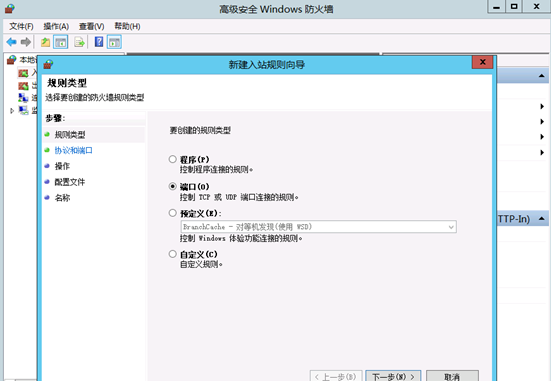 高级安全 Windows 防火墙
文件(F) 操作(A) 查看(V) 帮助(H)
新建入站规则向导
规则类型
选择要创建的防火墙规则类型
步骤:
规则类型
协议和端口
操作
配置文件
名称
要创建的规则类型
程序(P)
控制程序连接的规则。
端口(O)
控制 TCP 或 UDP 端口连接的规则。
预定义(E):
BranchCache - 对等机发现(使用 WSD)
控制 Windows 体验功能连接的规则。
自定义(C)
自定义规则。
< 上一步(B) 下一步(N) > 取消
本地
TTP-In)